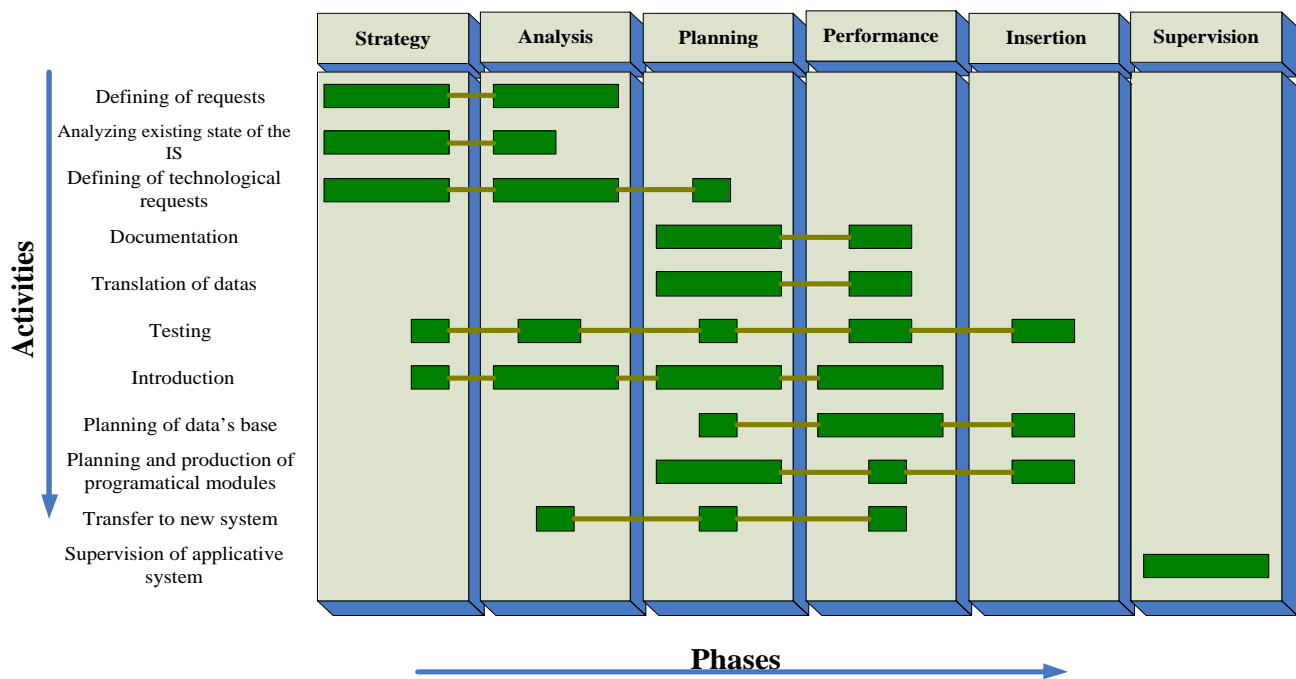 Strategy
Analysis
Planning
Performance
Insertion
Supervision
Activities
Defining of requests
Analyzing existing state of the
IS
Defining of technological
requests
Documentation
Translation of datas
Testing
Introduction
Planning of data’s base
Planning and production of
programatical modules
Transfer to new system
Supervision of applicative
system
Phases